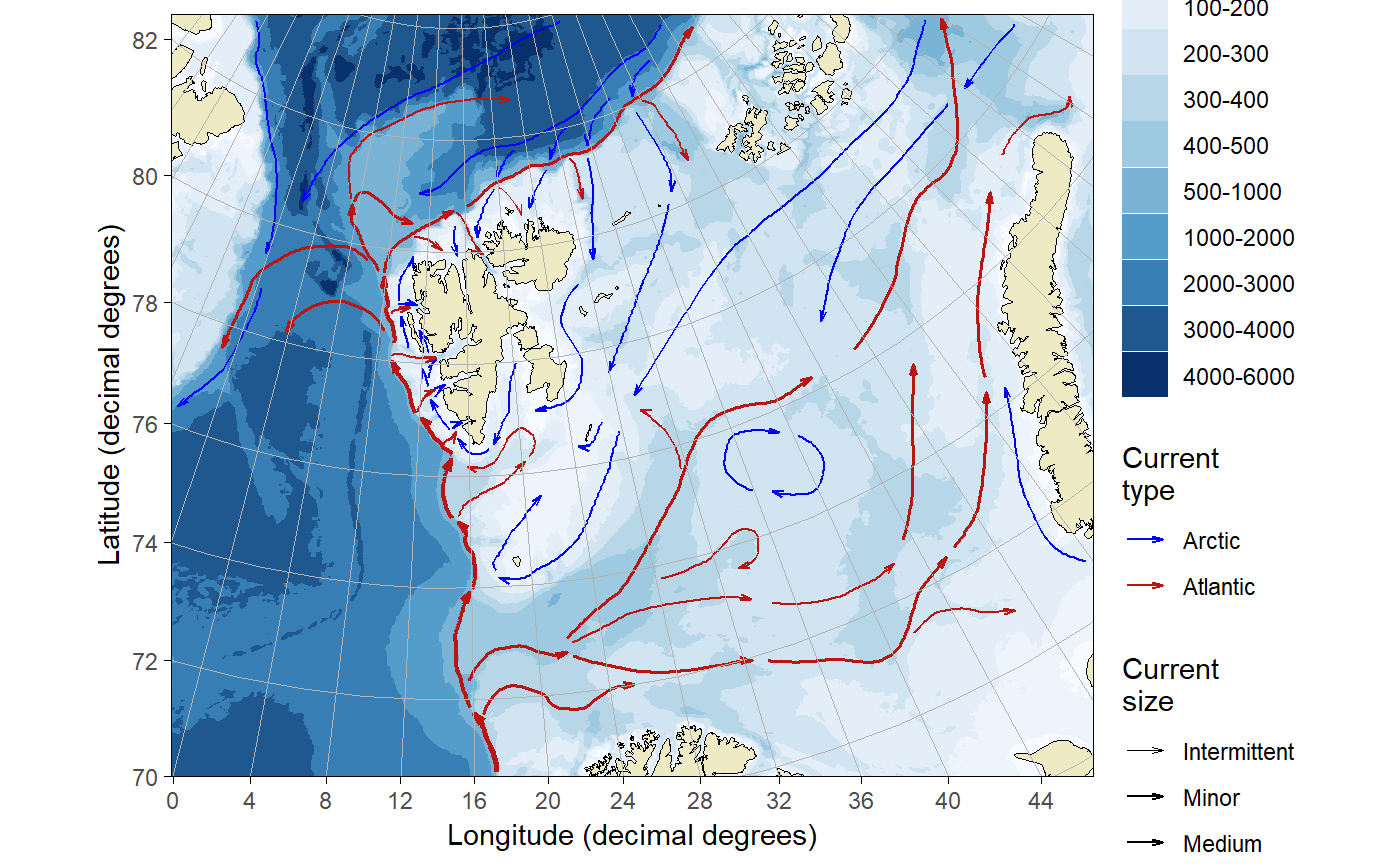 82
80
78
76
74
72
70
Latitude (decimal degrees)
0 4 8 12 16 20 24 28 32 36 40 44
Longitude (decimal degrees)
100-200
200-300
300-400
400-500
500-1000
1000-2000
2000-3000
3000-4000
4000-6000
Current
type
Arctic
Atlantic
Current
size
Intermittent
Minor
Medium